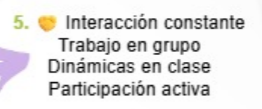 5. 🤝 Interacción constante
Trabajo en grupo
Dinámicas en clase
Participación activa